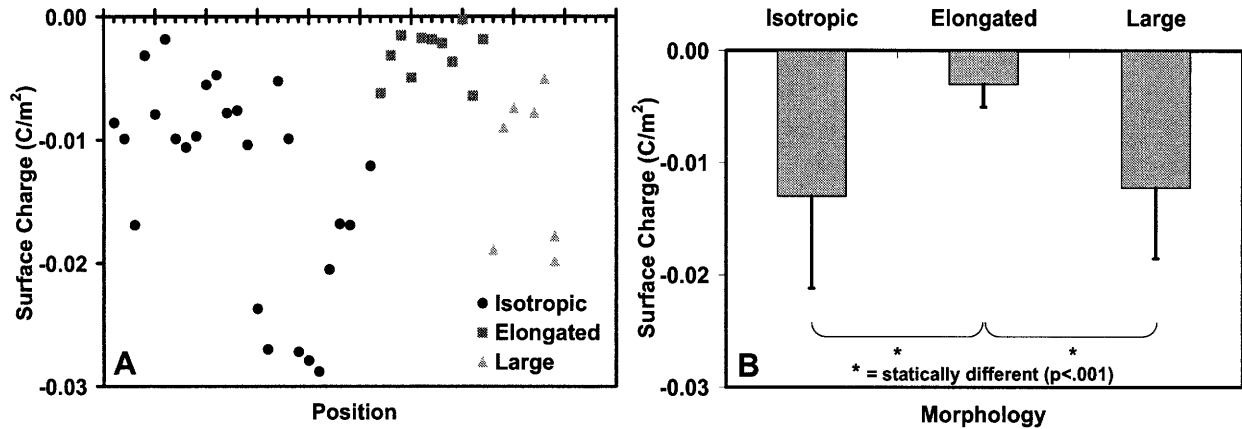 0.00
-0.01
-0.02
-0.03
Surface Charge (C/m²)
Position
Isotropic
Elongated
Large
A
Isotropic Elongated Large
0.00
-0.01
-0.02
-0.03
Surface Charge (C/m²)
* *
* = statically different (p<.001)
B
Morphology